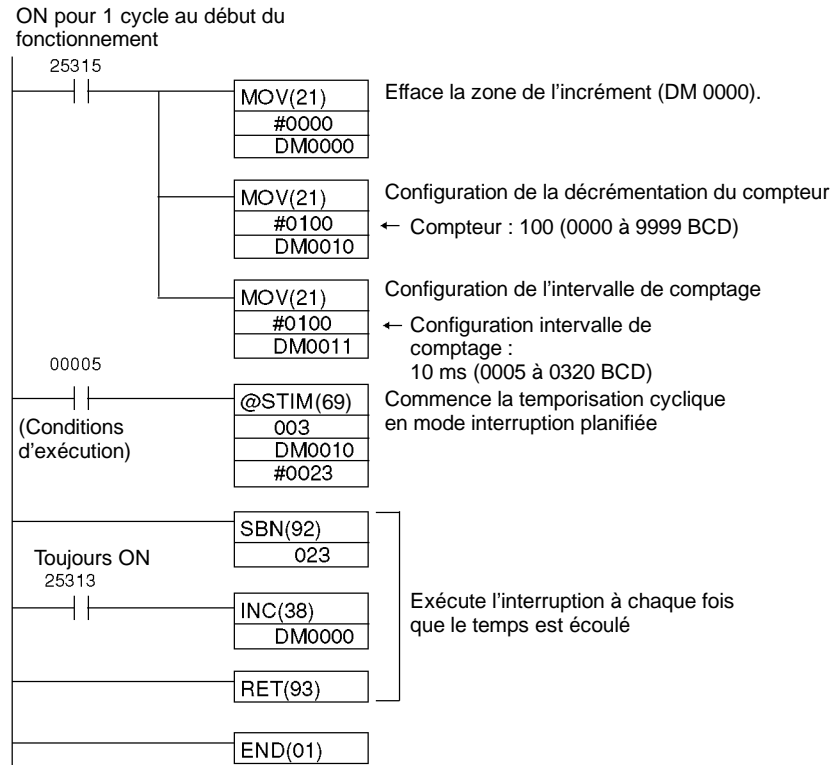 ON pour 1 cycle au début du
fonctionnement
25315
MOV(21)
#0000
DM0000
Efface la zone de l'incrément (DM 0000).
MOV(21)
#0100
DM0010
Configuration de la décrémentation du compteur
← Compteur : 100 (0000 à 9999 BCD)
MOV(21)
#0100
DM0011
Configuration de l'intervalle de comptage
← Configuration intervalle de
comptage :
10 ms (0005 à 0320 BCD)
00005
(Conditions
d'exécution)
@STIM(69)
003
DM0010
#0023
Commence la temporisation cyclique
en mode interruption planifiée
SBN(92)
023
Toujours ON
25313
INC(38)
DM0000
Exécute l'interruption à chaque fois
que le temps est écoulé
RET(93)
END(01)